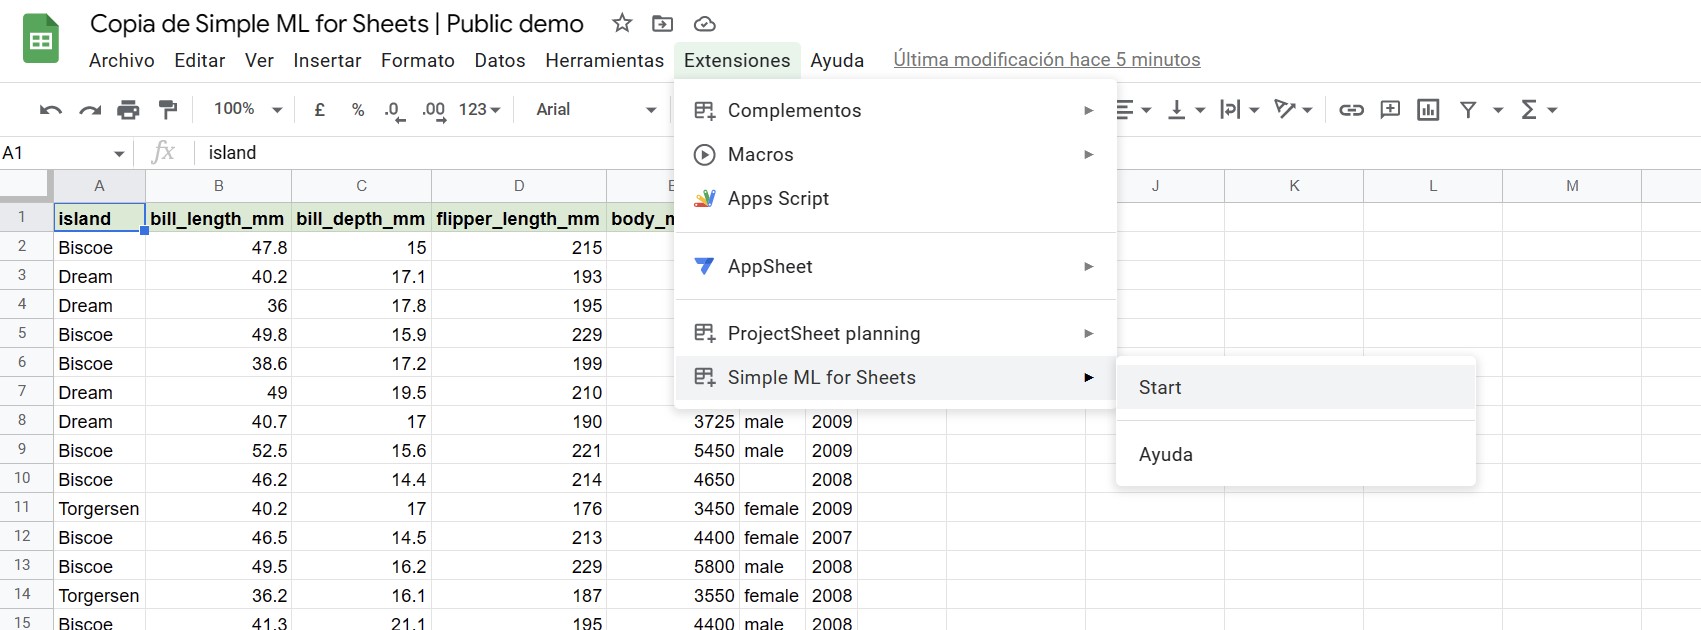 Copia de Simple ML for Sheets | Public demo
Archivo Editar Ver Insertar Formato Datos Herramientas Extensiones Ayuda Última modificación hace 5 minutos
100% £ % .0 .00 123 Arial
A1 fx island
Complementos
Macros
Apps Script
AppSheet
ProjectSheet planning
Simple ML for Sheets
Start
Ayuda
A B C D E J K L M
1 island bill_length_mm bill_depth_mm flipper_length_mm body_m
2 Biscoe 47.8 15 215
3 Dream 40.2 17.1 193
4 Dream 36 17.8 195
5 Biscoe 49.8 15.9 229
6 Biscoe 38.6 17.2 199
7 Dream 49 19.5 210
8 Dream 40.7 17 190 3725 male 2009
9 Biscoe 52.5 15.6 221 5450 male 2009
10 Biscoe 46.2 14.4 214 4650 2008
11 Torgersen 40.2 17 176 3450 female 2009
12 Biscoe 46.5 14.5 213 4400 female 2007
13 Biscoe 49.5 16.2 229 5800 male 2008
14 Torgersen 36.2 16.1 187 3550 female 2008
15 Biscoe 41.3 21.1 195 4400 male 2008